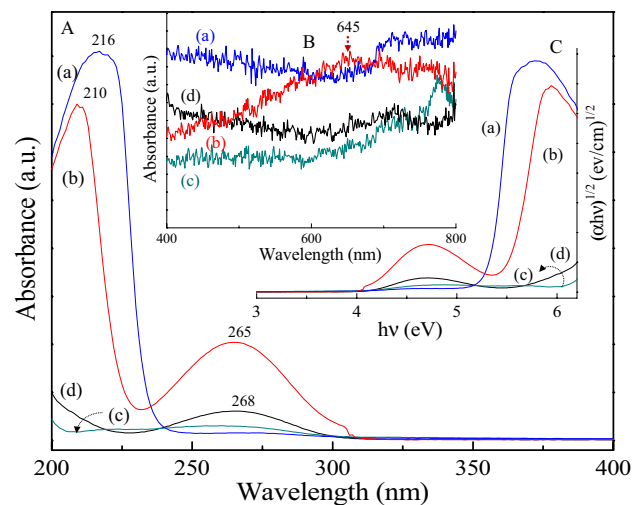 A
216
(a)
210
(b)
(d)
(c)
265
268
Absorbance (a.u.)
200
250
300
350
400
Wavelength (nm)
B
645
(a)
(d)
(b)
(c)
Absorbance (a.u.)
400
600
800
Wavelength (nm)
C
(a)
(b)
(c)
(d)
(αhν)1/2 (ev/cm)1/2
3
4
5
6
hν (eV)